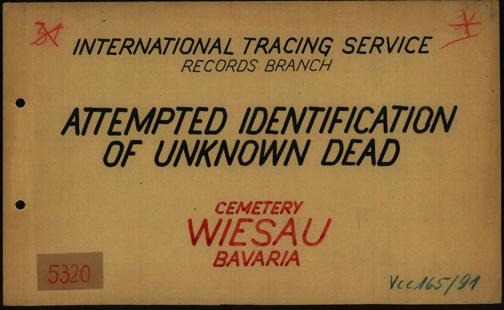 INTERNATIONAL TRACING SERVICE
RECORDS BRANCH
ATTEMPTED IDENTIFICATION
OF UNKNOWN DEAD
CEMETERY
WIESAU
BAVARIA
5320
Vcc 165/91